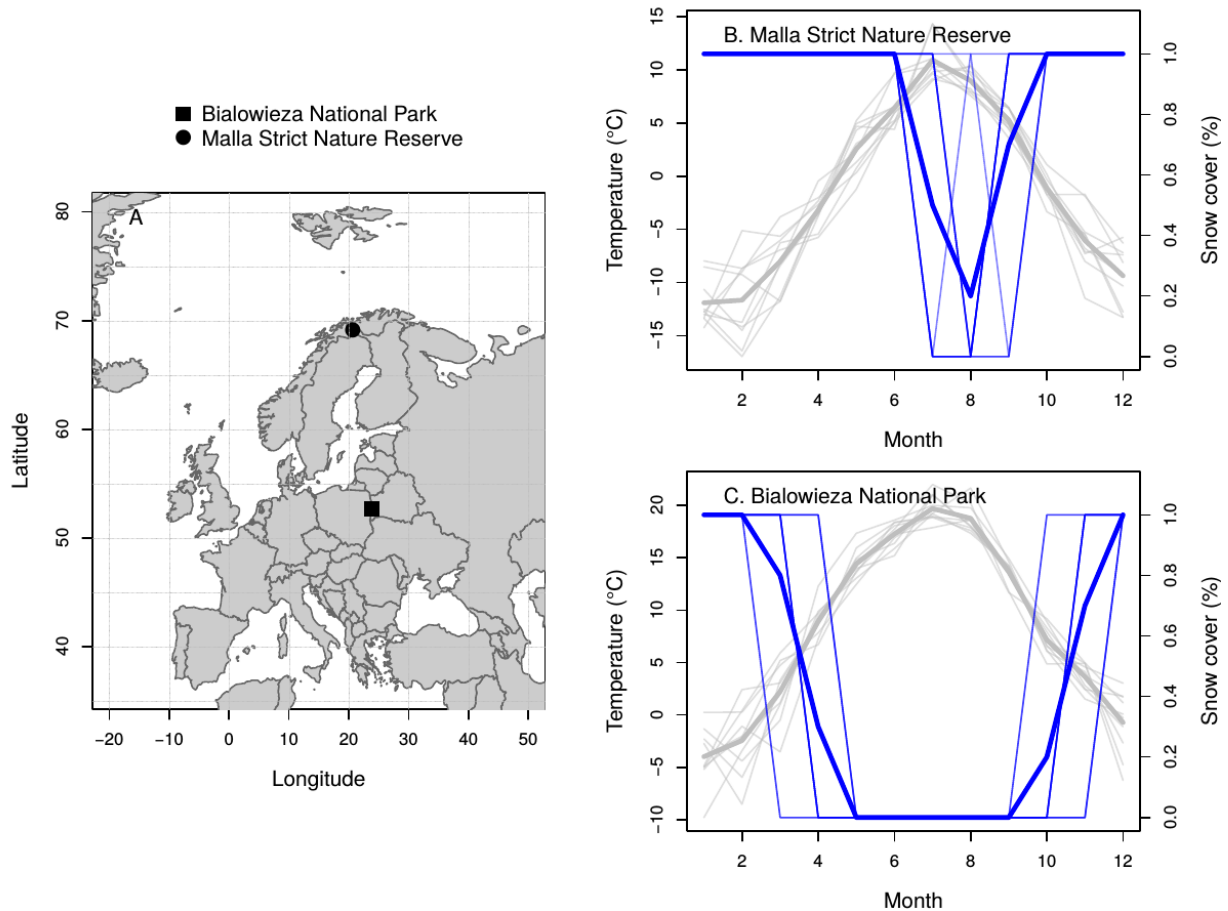 Bialowieza National Park
Malla Strict Nature Reserve
A
80
70
60
50
40
Latitude
−20 −10 0 10 20 30 40 50
Longitude
B. Malla Strict Nature Reserve
15
10
5
0
−5
−10
−15
Temperature (°C)
1.0
0.8
0.6
0.4
0.2
0.0
Snow cover (%)
2 4 6 8 10 12
Month
C. Bialowieza National Park
20
15
10
5
0
−5
−10
Temperature (°C)
1.0
0.8
0.6
0.4
0.2
0.0
Snow cover (%)
2 4 6 8 10 12
Month